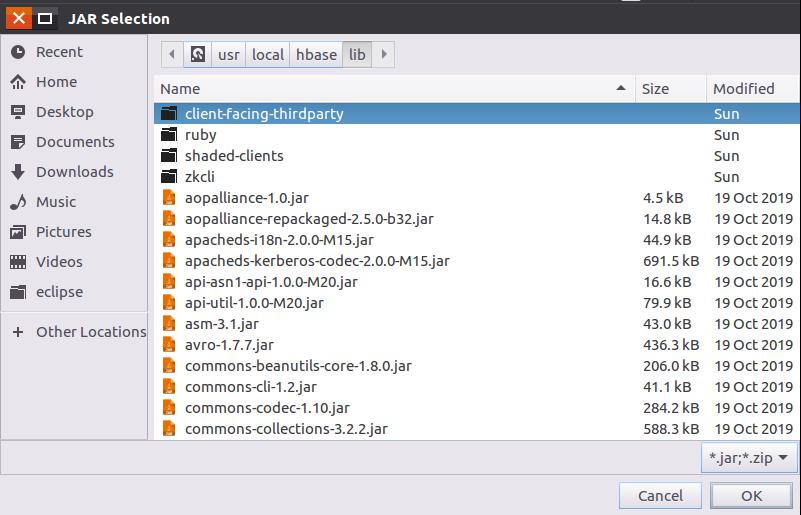 JAR Selection
Recent
Home
Desktop
Documents
Downloads
Music
Pictures
Videos
eclipse
Other Locations
usr local hbase lib
Name Size Modified
client-facing-thirdparty Sun
ruby Sun
shaded-clients Sun
zkcli Sun
aopalliance-1.0.jar 4.5 kB 19 Oct 2019
aopalliance-repackaged-2.5.0-b32.jar 14.8 kB 19 Oct 2019
apacheds-i18n-2.0.0-M15.jar 44.9 kB 19 Oct 2019
apacheds-kerberos-codec-2.0.0-M15.jar 691.5 kB 19 Oct 2019
api-asn1-api-1.0.0-M20.jar 16.6 kB 19 Oct 2019
api-util-1.0.0-M20.jar 79.9 kB 19 Oct 2019
asm-3.1.jar 43.0 kB 19 Oct 2019
avro-1.7.7.jar 436.3 kB 19 Oct 2019
commons-beanutils-core-1.8.0.jar 206.0 kB 19 Oct 2019
commons-cli-1.2.jar 41.1 kB 19 Oct 2019
commons-codec-1.10.jar 284.2 kB 19 Oct 2019
commons-collections-3.2.2.jar 588.3 kB 19 Oct 2019
*.jar;*.zip
Cancel OK